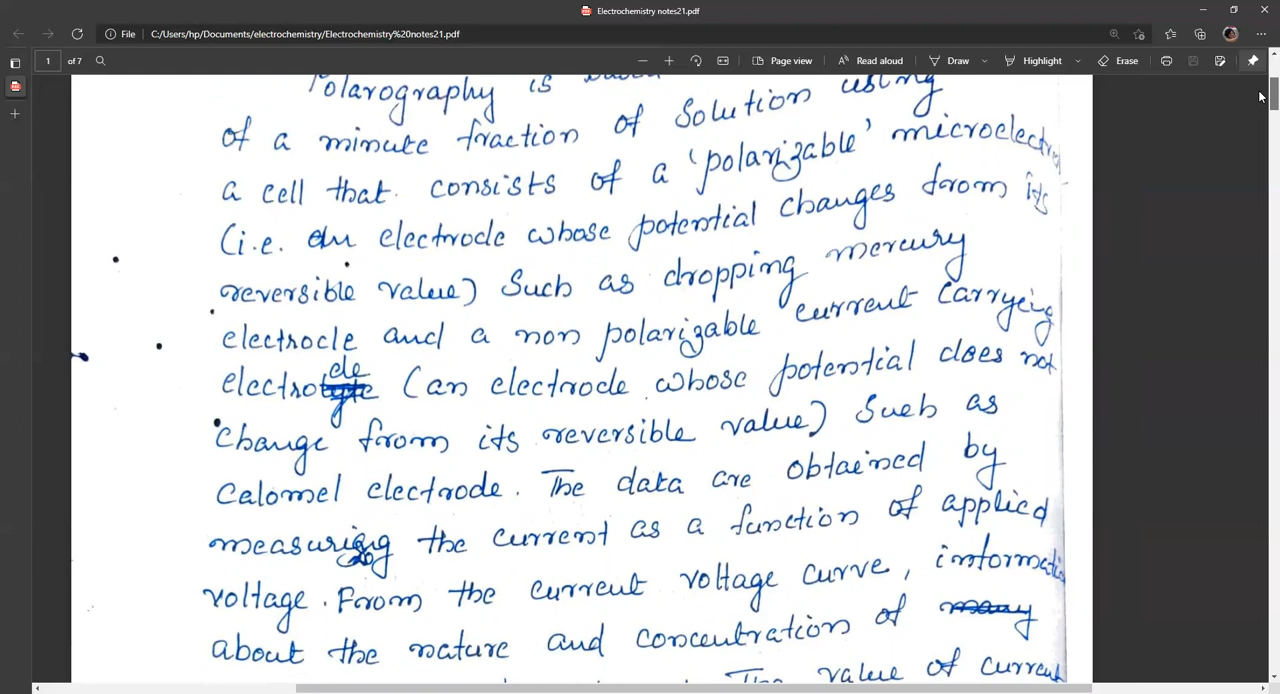 Electrochemistry notes21.pdf
File C:/Users/hp/Documents/electrochemistry/Electrochemistry%20notes21.pdf
1 of 7 Page view Read aloud Draw Highlight Erase
Polarography is
of a minute fraction of solution using
a cell that consists of a 'polarizable' microelectro
(i.e. an electrode whose potential changes from its
reversible value) Such as dropping mercury
electrode and a non polarizable current carrying
electrode (an electrode whose potential does not
change from its reversible value) Such as
Calomel electrode. The data are obtained by
measuring the current as a function of applied
voltage. From the current voltage curve, informati
about the nature and concentration of many
The value of current